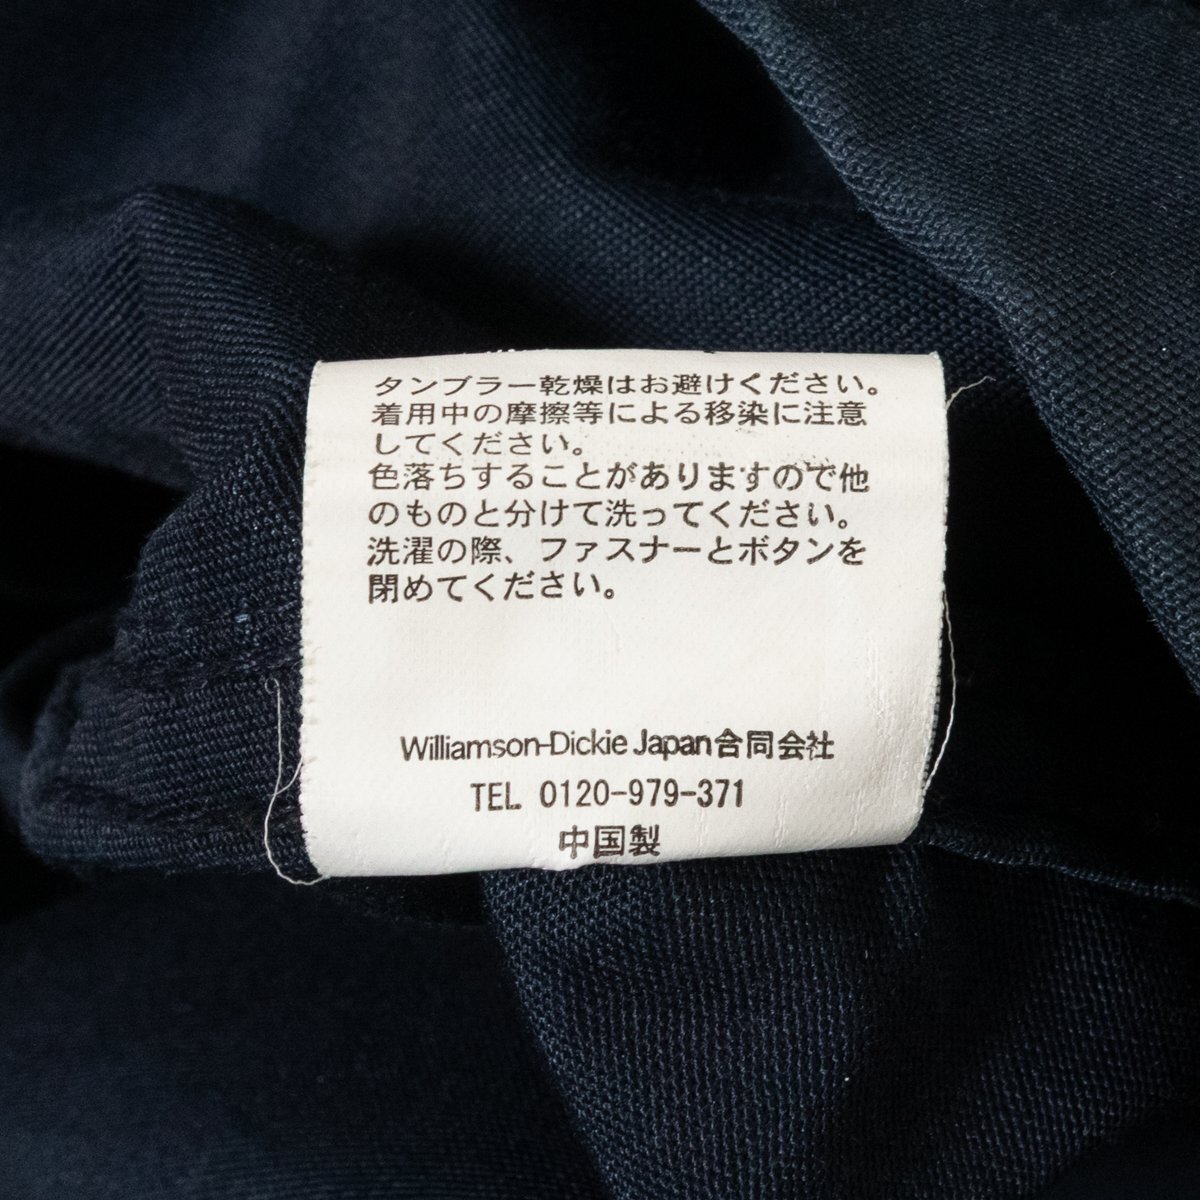 タンブラー乾燥はお避けください。
着用中の摩擦等による移染に注意
してください。
色落ちすることがありますので他
のものと分けて洗ってください。
洗濯の際、ファスナーとボタンを
閉めてください。
Williamson-Dickie Japan合同会社
TEL 0120-979-371
中国製